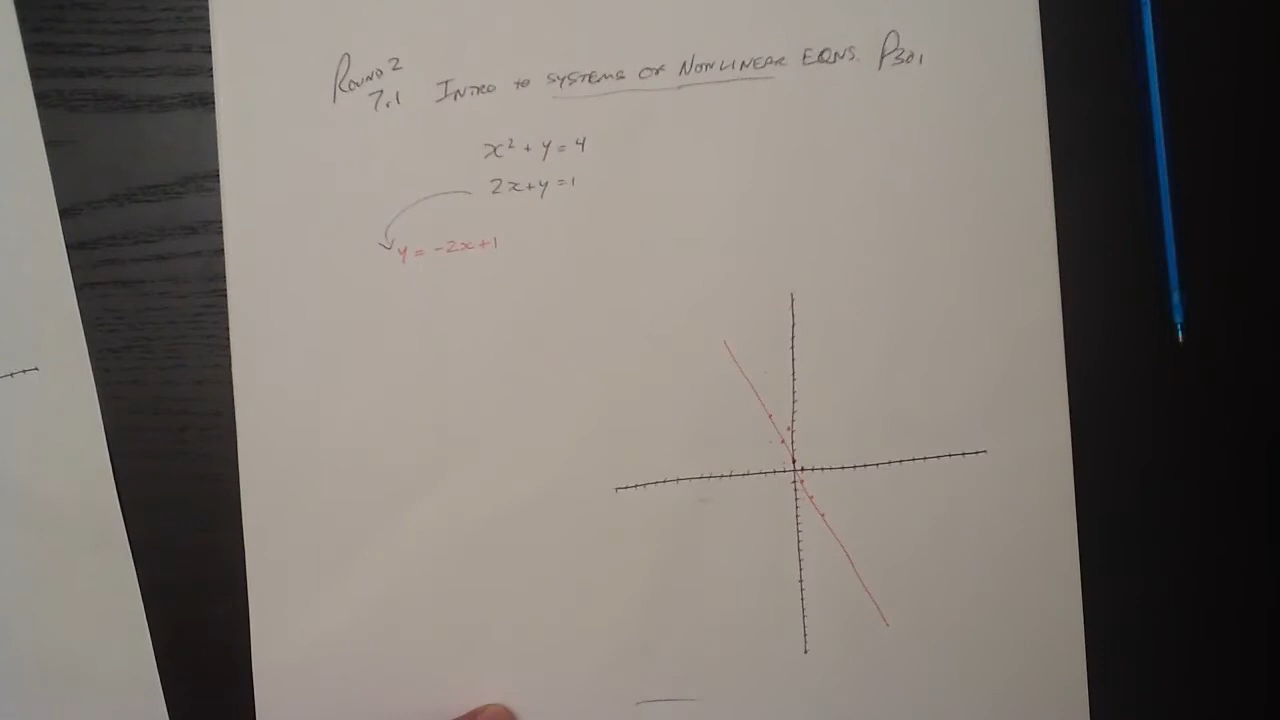 ROUND 2
7.1 INTRO to SYSTEMS OF NONLINEAR EQNS. P301
x² + y = 4
2x+y=1
y = -2x+1